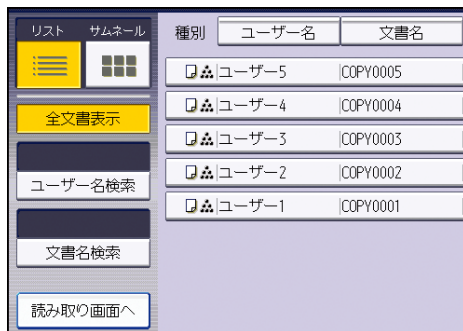 リスト サムネール
種別 ユーザー名 文書名
ユーザー5 COPY0005
ユーザー4 COPY0004
ユーザー3 COPY0003
ユーザー2 COPY0002
ユーザー1 COPY0001
全文書表示
ユーザー名検索
文書名検索
読み取り画面へ